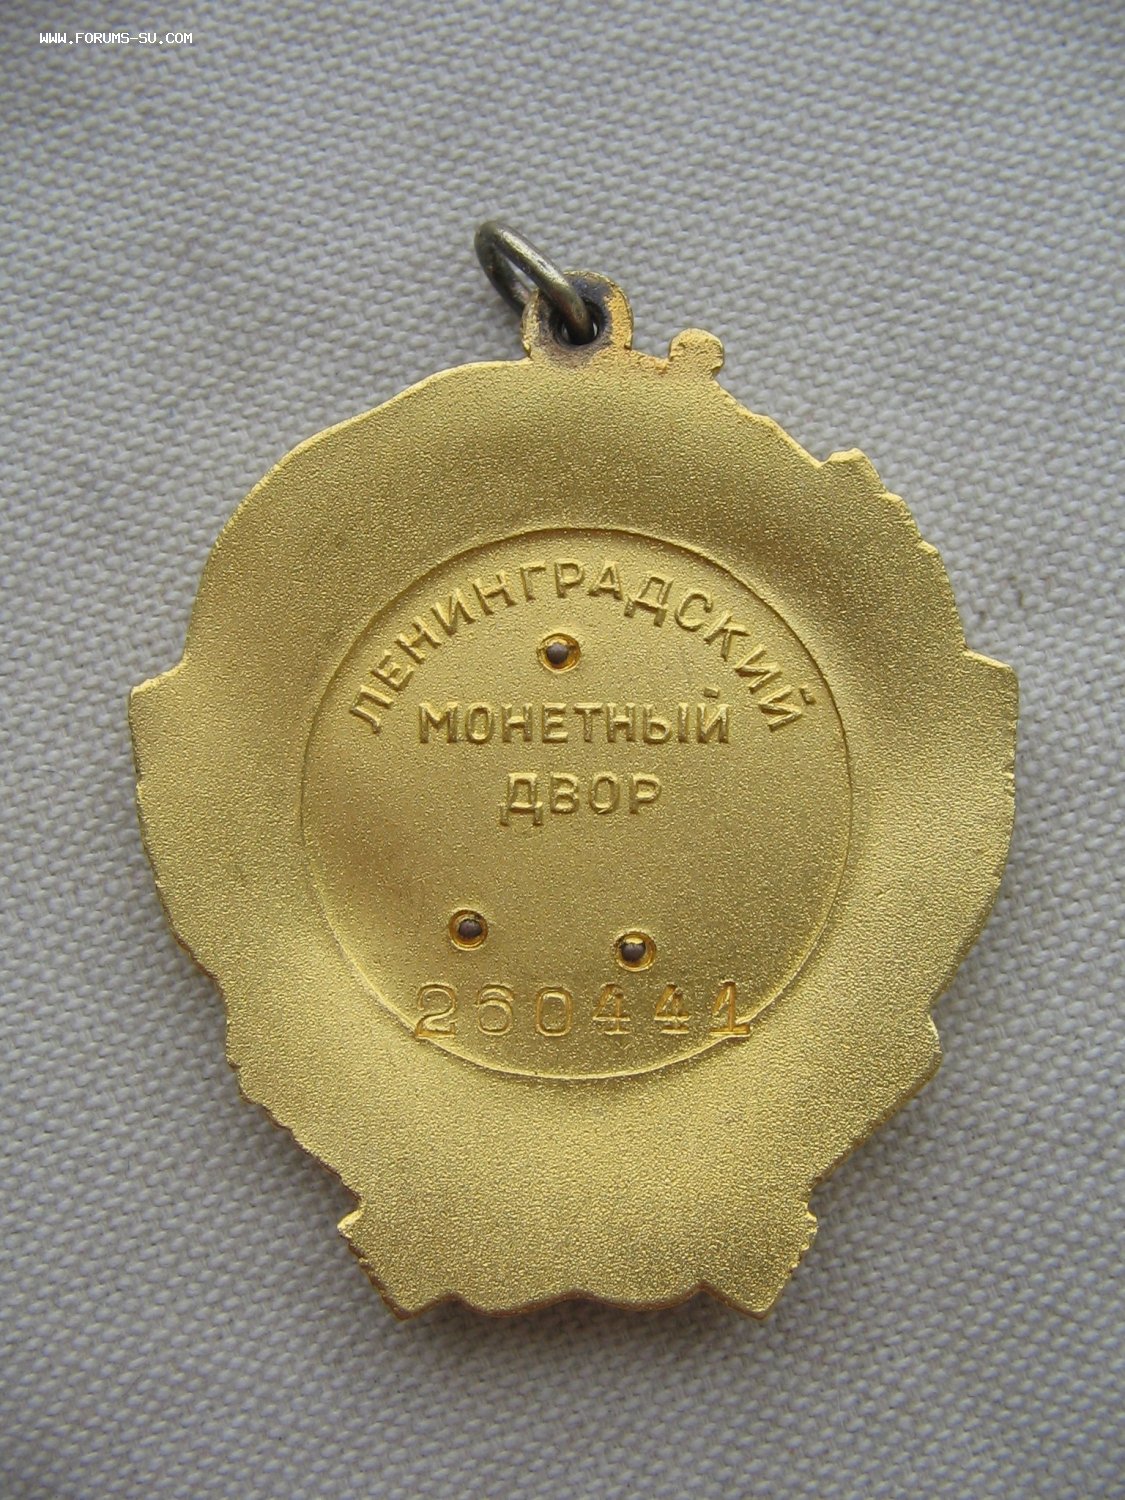 WWW.FORUMS-SU.COM
ЛЕНИНГРАДСКИЙ
МОНЕТНЫЙ
ДВОР
260441